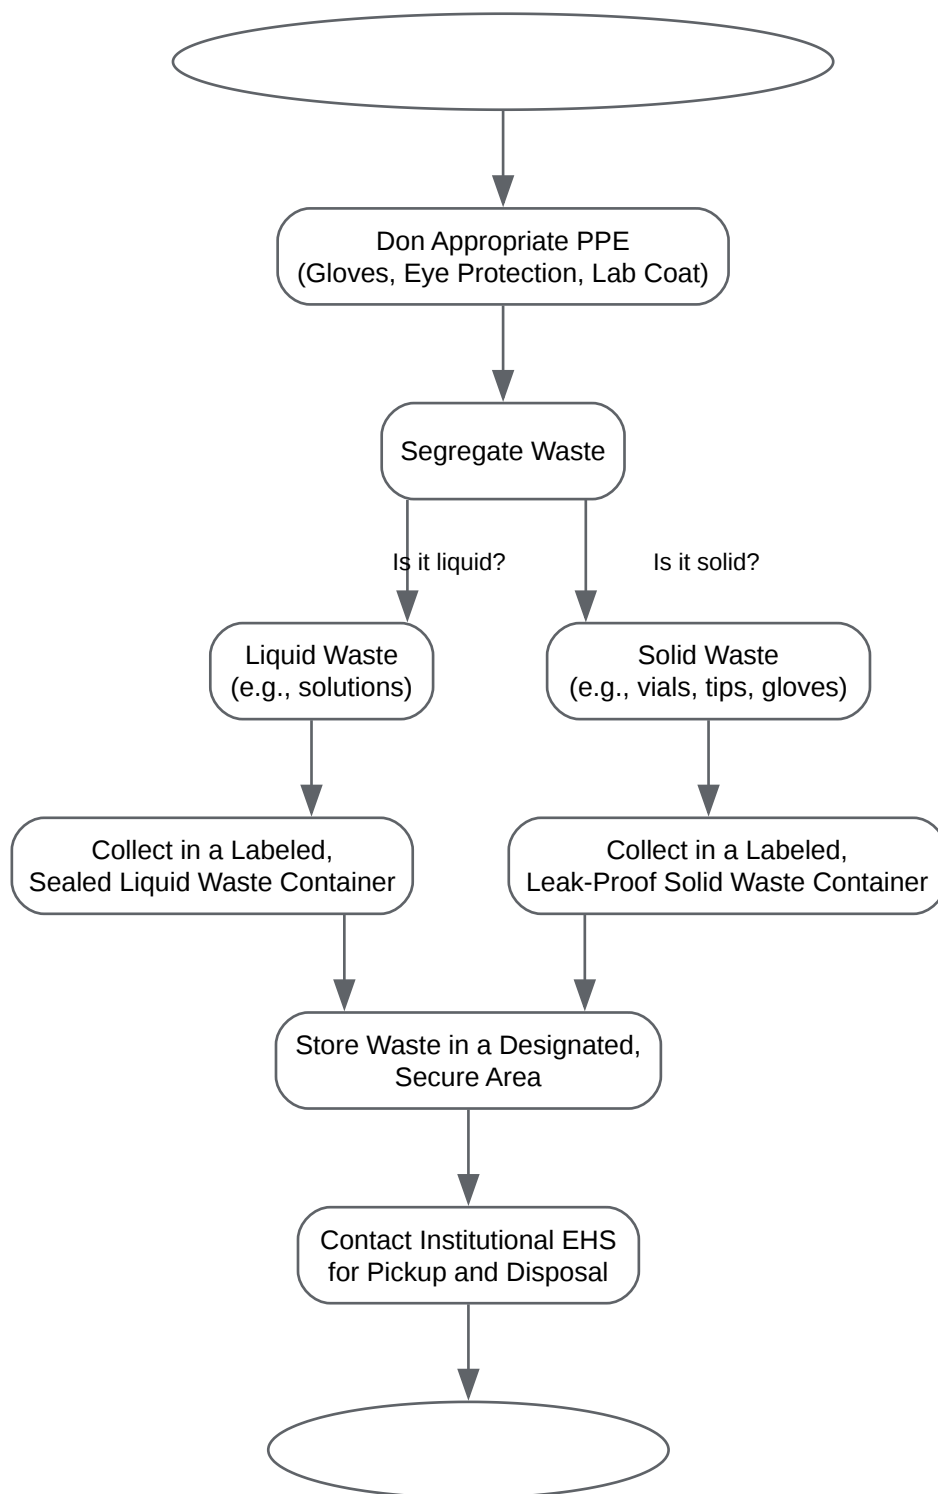 Don Appropriate PPE
(Gloves, Eye Protection, Lab Coat)
Segregate Waste
Is it liquid?
Is it solid?
Liquid Waste
(e.g., solutions)
Solid Waste
(e.g., vials, tips, gloves)
Collect in a Labeled,
Sealed Liquid Waste Container
Collect in a Labeled,
Leak-Proof Solid Waste Container
Store Waste in a Designated,
Secure Area
Contact Institutional EHS
for Pickup and Disposal